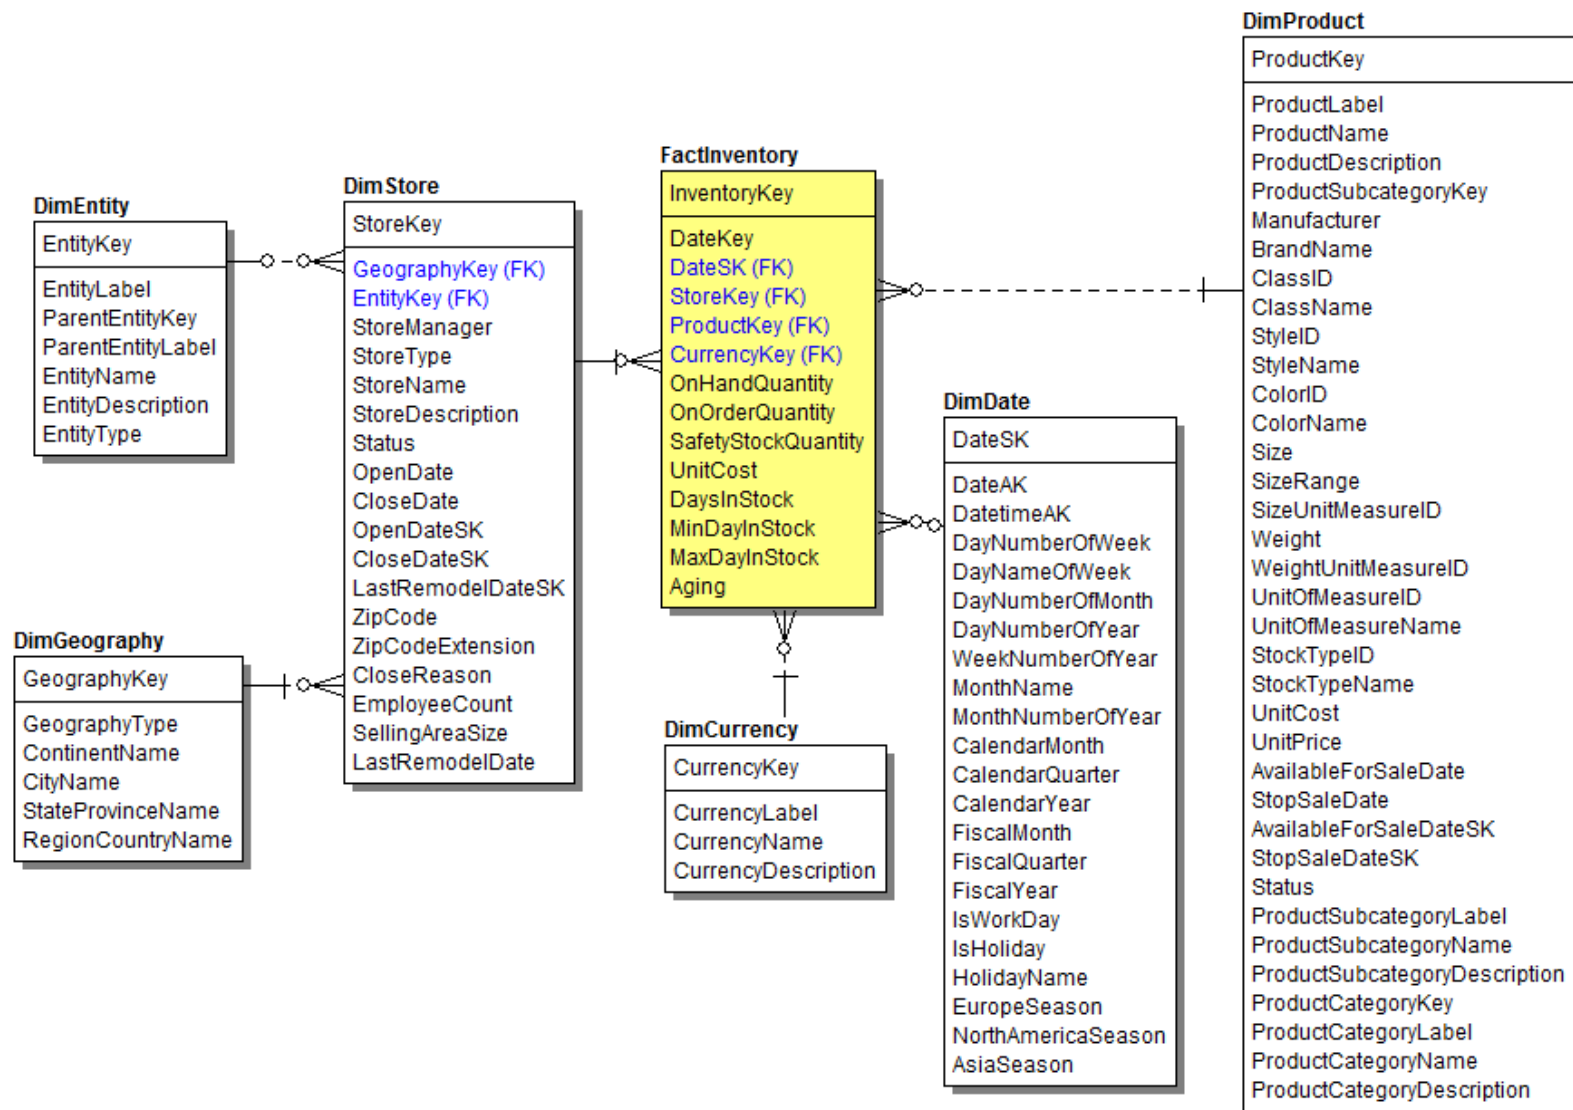 DimEntity
EntityKey
EntityLabel
ParentEntityKey
ParentEntityLabel
EntityName
EntityDescription
EntityType
DimGeography
GeographyKey
GeographyType
ContinentName
CityName
StateProvinceName
RegionCountryName
DimStore
StoreKey
GeographyKey (FK)
EntityKey (FK)
StoreManager
StoreType
StoreName
StoreDescription
Status
OpenDate
CloseDate
OpenDateSK
CloseDateSK
LastRemodelDateSK
ZipCode
ZipCodeExtension
CloseReason
EmployeeCount
SellingAreaSize
LastRemodelDate
FactInventory
InventoryKey
DateKey
DateSK (FK)
StoreKey (FK)
ProductKey (FK)
CurrencyKey (FK)
OnHandQuantity
OnOrderQuantity
SafetyStockQuantity
UnitCost
DaysInStock
MinDayInStock
MaxDayInStock
Aging
DimCurrency
CurrencyKey
CurrencyLabel
CurrencyName
CurrencyDescription
DimDate
DateSK
DateAK
DatetimeAK
DayNumberOfWeek
DayNameOfWeek
DayNumberOfMonth
DayNumberOfYear
WeekNumberOfYear
MonthName
MonthNumberOfYear
CalendarMonth
CalendarQuarter
CalendarYear
FiscalMonth
FiscalQuarter
FiscalYear
IsWorkDay
IsHoliday
HolidayName
EuropeSeason
NorthAmericaSeason
AsiaSeason
DimProduct
ProductKey
ProductLabel
ProductName
ProductDescription
ProductSubcategoryKey
Manufacturer
BrandName
ClassID
ClassName
StyleID
StyleName
ColorID
ColorName
Size
SizeRange
SizeUnitMeasureID
Weight
WeightUnitMeasureID
UnitOfMeasureID
UnitOfMeasureName
StockTypeID
StockTypeName
UnitCost
UnitPrice
AvailableForSaleDate
StopSaleDate
AvailableForSaleDateSK
StopSaleDateSK
Status
ProductSubcategoryLabel
ProductSubcategoryName
ProductSubcategoryDescription
ProductCategoryKey
ProductCategoryLabel
ProductCategoryName
ProductCategoryDescription